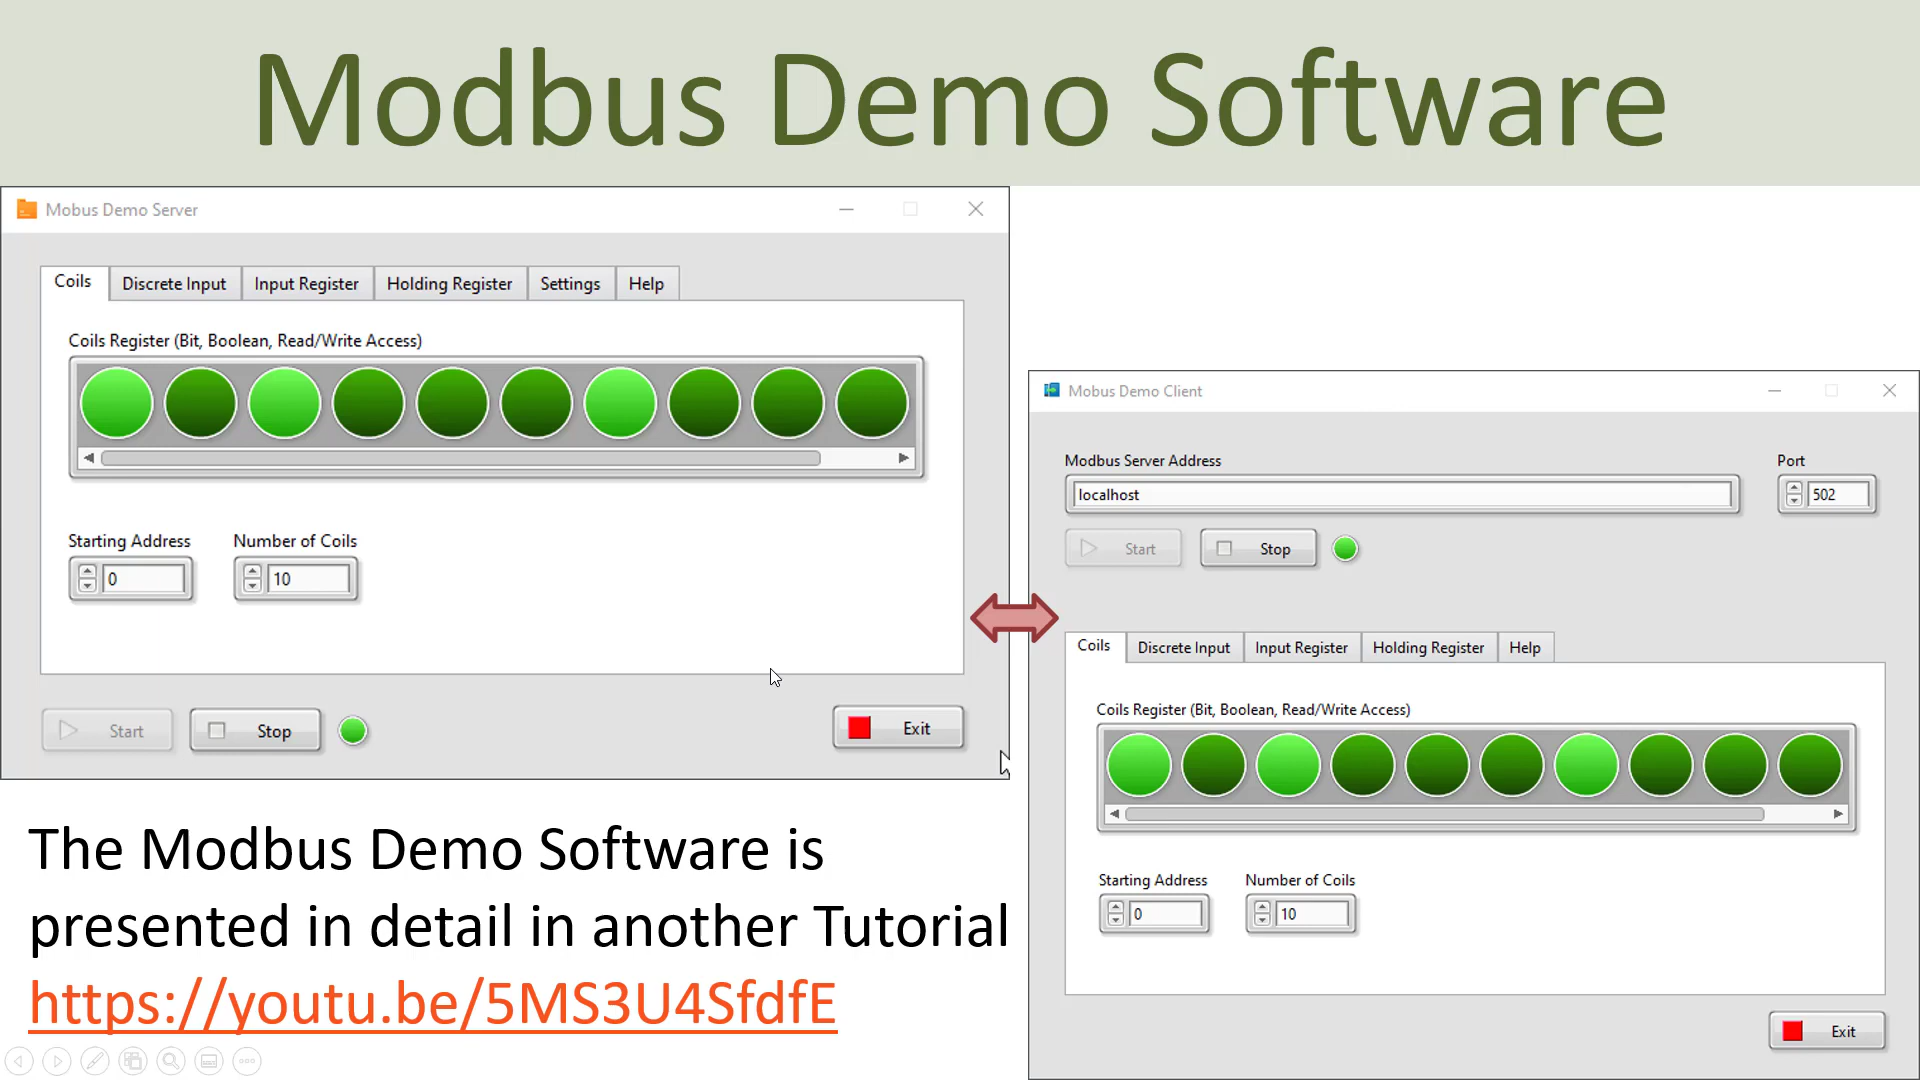 Modbus Demo Software
Mobus Demo Server
Coils Discrete Input Input Register Holding Register Settings Help
Coils Register (Bit, Boolean, Read/Write Access)
Starting Address Number of Coils
0 10
Start Stop Exit
Mobus Demo Client
Modbus Server Address Port
localhost 502
Start Stop
Coils Discrete Input Input Register Holding Register Help
Coils Register (Bit, Boolean, Read/Write Access)
Starting Address Number of Coils
0 10
Exit
The Modbus Demo Software is
presented in detail in another Tutorial
https://youtu.be/5MS3U4SfdfE